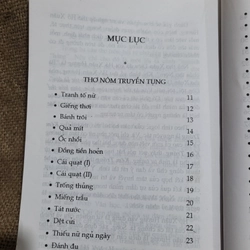 MỤC LỤC
THƠ NÔM TRUYỀN TỤNG
• Tranh tố nữ 11
• Giếng thơi 12
• Bánh trôi 13
• Quả mít 14
• Ốc nhồi 15
• Đồng tiền hoẻn 16
• Cái quạt (I) 17
• Cái quạt (II) 18
• Trống thủng 19
• Miếng trầu 20
• Tát nước 21
• Dệt cửi 22
• Thiếu nữ ngủ ngày 23
• Đánh đu